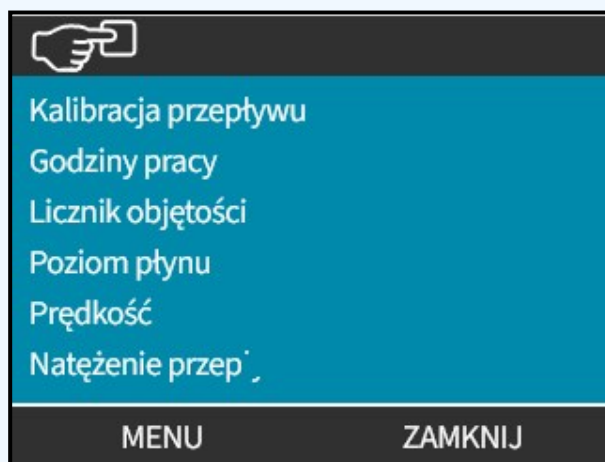 Kalibracja przepływu
Godziny pracy
Licznik objętości
Poziom płynu
Prędkość
Natężenie
MENU ZAMKNIJ